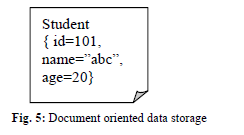 Student
{ id=101,
name=”abc”,
age=20}
Fig. 5: Document oriented data storage